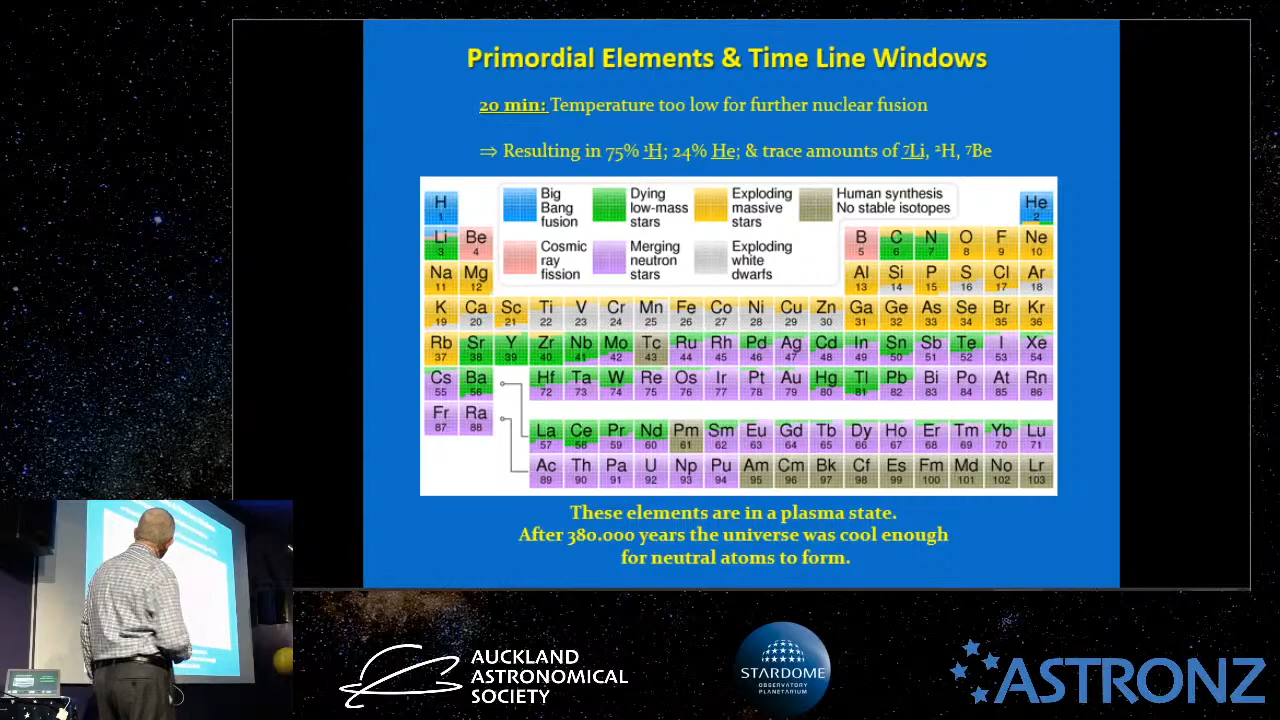 Primordial Elements & Time Line Windows
20 min: Temperature too low for further nuclear fusion
⇒ Resulting in 75% ¹H; 24% He; & trace amounts of ⁷Li, ²H, ⁷Be
H
1
Big Bang fusion
Dying low-mass stars
Exploding massive stars
Human synthesis
No stable isotopes
He
2
Cosmic ray fission
Merging neutron stars
Exploding white dwarfs
Li Be B C N O F Ne
3 4 5 6 7 8 9 10
Na Mg Al Si P S Cl Ar
11 12 13 14 15 16 17 18
K Ca Sc Ti V Cr Mn Fe Co Ni Cu Zn Ga Ge As Se Br Kr
19 20 21 22 23 24 25 26 27 28 29 30 31 32 33 34 35 36
Rb Sr Y Zr Nb Mo Tc Ru Rh Pd Ag Cd In Sn Sb Te I Xe
37 38 39 40 41 42 43 44 45 46 47 48 49 50 51 52 53 54
Cs Ba Hf Ta W Re Os Ir Pt Au Hg Tl Pb Bi Po At Rn
55 56 72 73 74 75 76 77 78 79 80 81 82 83 84 85 86
Fr Ra
87 88
La Ce Pr Nd Pm Sm Eu Gd Tb Dy Ho Er Tm Yb Lu
57 58 59 60 61 62 63 64 65 66 67 68 69 70 71
Ac Th Pa U Np Pu Am Cm Bk Cf Es Fm Md No Lr
89 90 91 92 93 94 95 96 97 98 99 100 101 102 103
These elements are in a plasma state.
After 380.000 years the universe was cool enough
for neutral atoms to form.
AUCKLAND
ASTRONOMICAL
SOCIETY
STARDOME
OBSERVATORY
PLANETARIUM
ASTRONZ